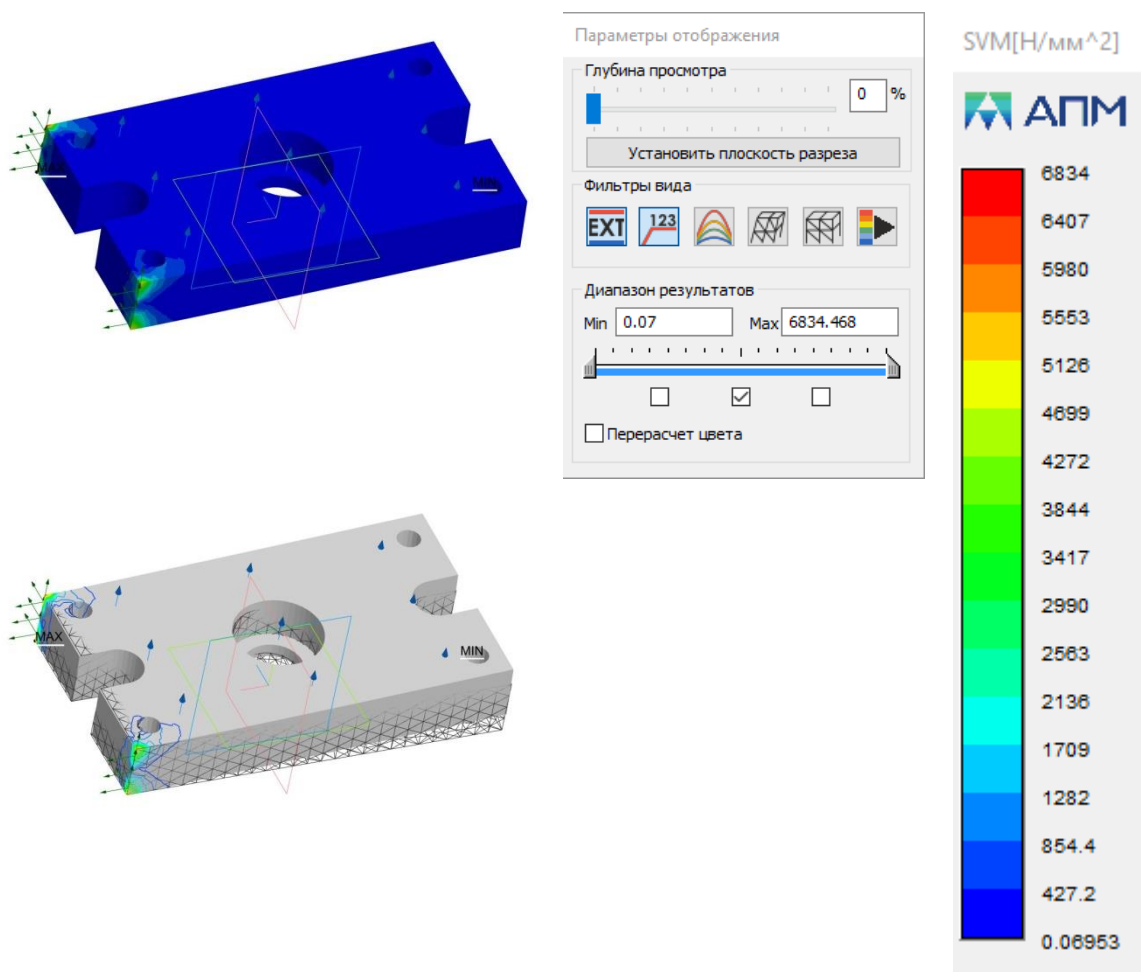 MAX
MIN
MAX
MIN
Параметры отображения
Глубина просмотра
0 %
Установить плоскость разреза
Фильтры вида
EXT 123
Диапазон результатов
Min 0.07 Max 6834.468
Перерасчет цвета
SVM[Н/мм^2]
АПМ
6834
6407
5980
5553
5126
4699
4272
3844
3417
2990
2563
2136
1709
1282
854.4
427.2
0.06953